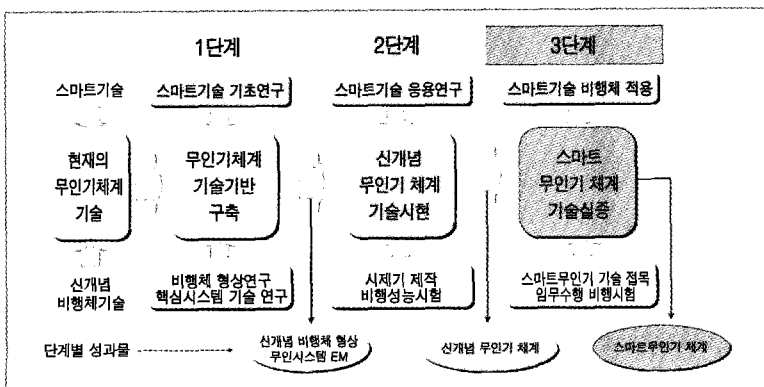 1단계
2단계
3단계
스마트기술
스마트기술 기초연구
스마트기술 응용연구
스마트기술 비행체 적용
현재의
무인기체계
기술
무인기체계
기술기반
구축
신개념
무인기 체계
기술시현
스마트
무인기 체계
기술실증
신개념
비행체기술
비행체 형상연구
핵심시스템 기술 연구
시제기 제작
비행성능시험
스마트무인기 기술 접목
임무수행 비행시험
단계별 성과물
신개념 비행체 형상
무인시스템 EM
신개념 무인기 체계
스마트무인기 체계